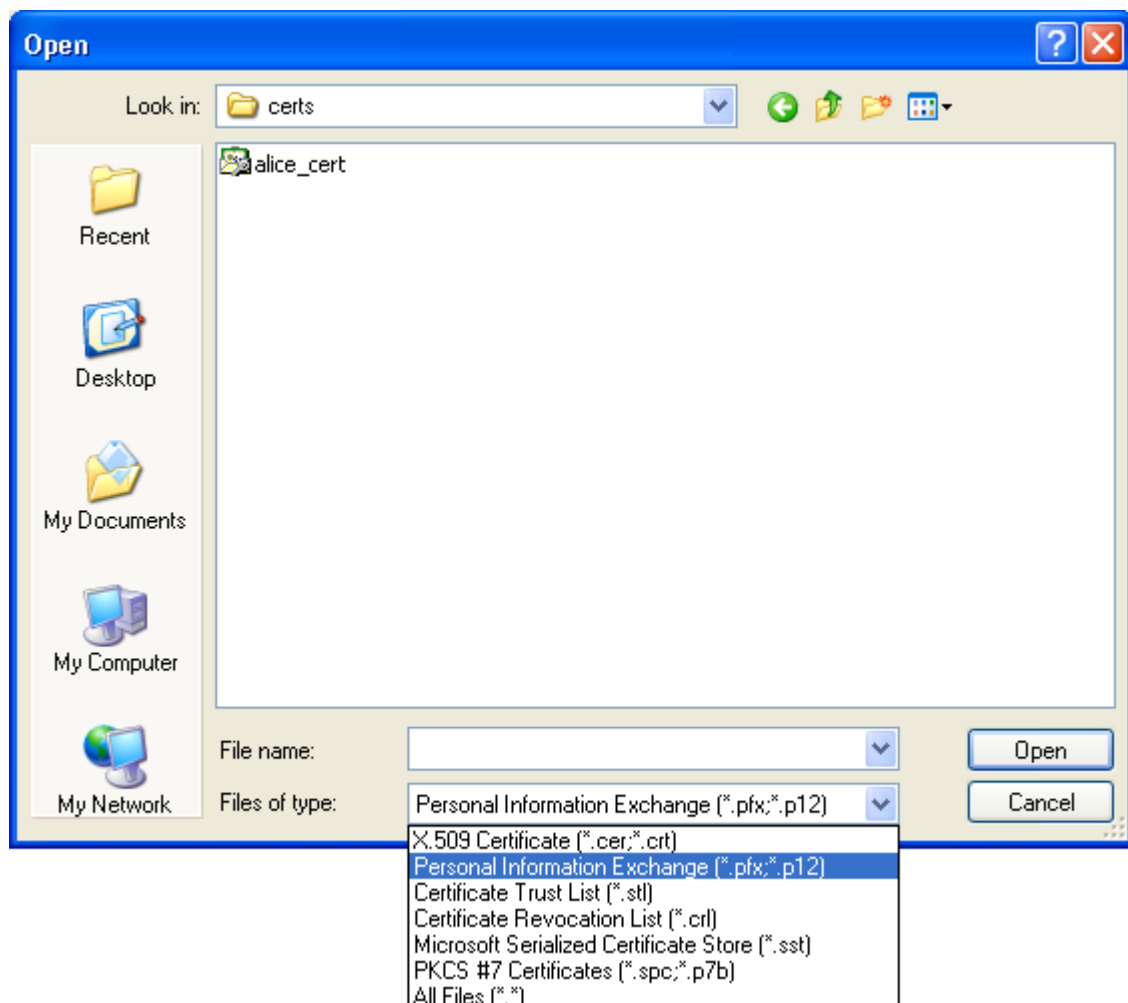 Open
Look in: certs
alice_cert
Recent
Desktop
My Documents
My Computer
My Network
File name:
Open
Files of type: Personal Information Exchange (*.pfx;*.p12)
Cancel
X.509 Certificate (*.cer;*.crt)
Personal Information Exchange (*.pfx;*.p12)
Certificate Trust List (*.stl)
Certificate Revocation List (*.crl)
Microsoft Serialized Certificate Store (*.sst)
PKCS #7 Certificates (*.spc;*.p7b)
All Files (*.*)